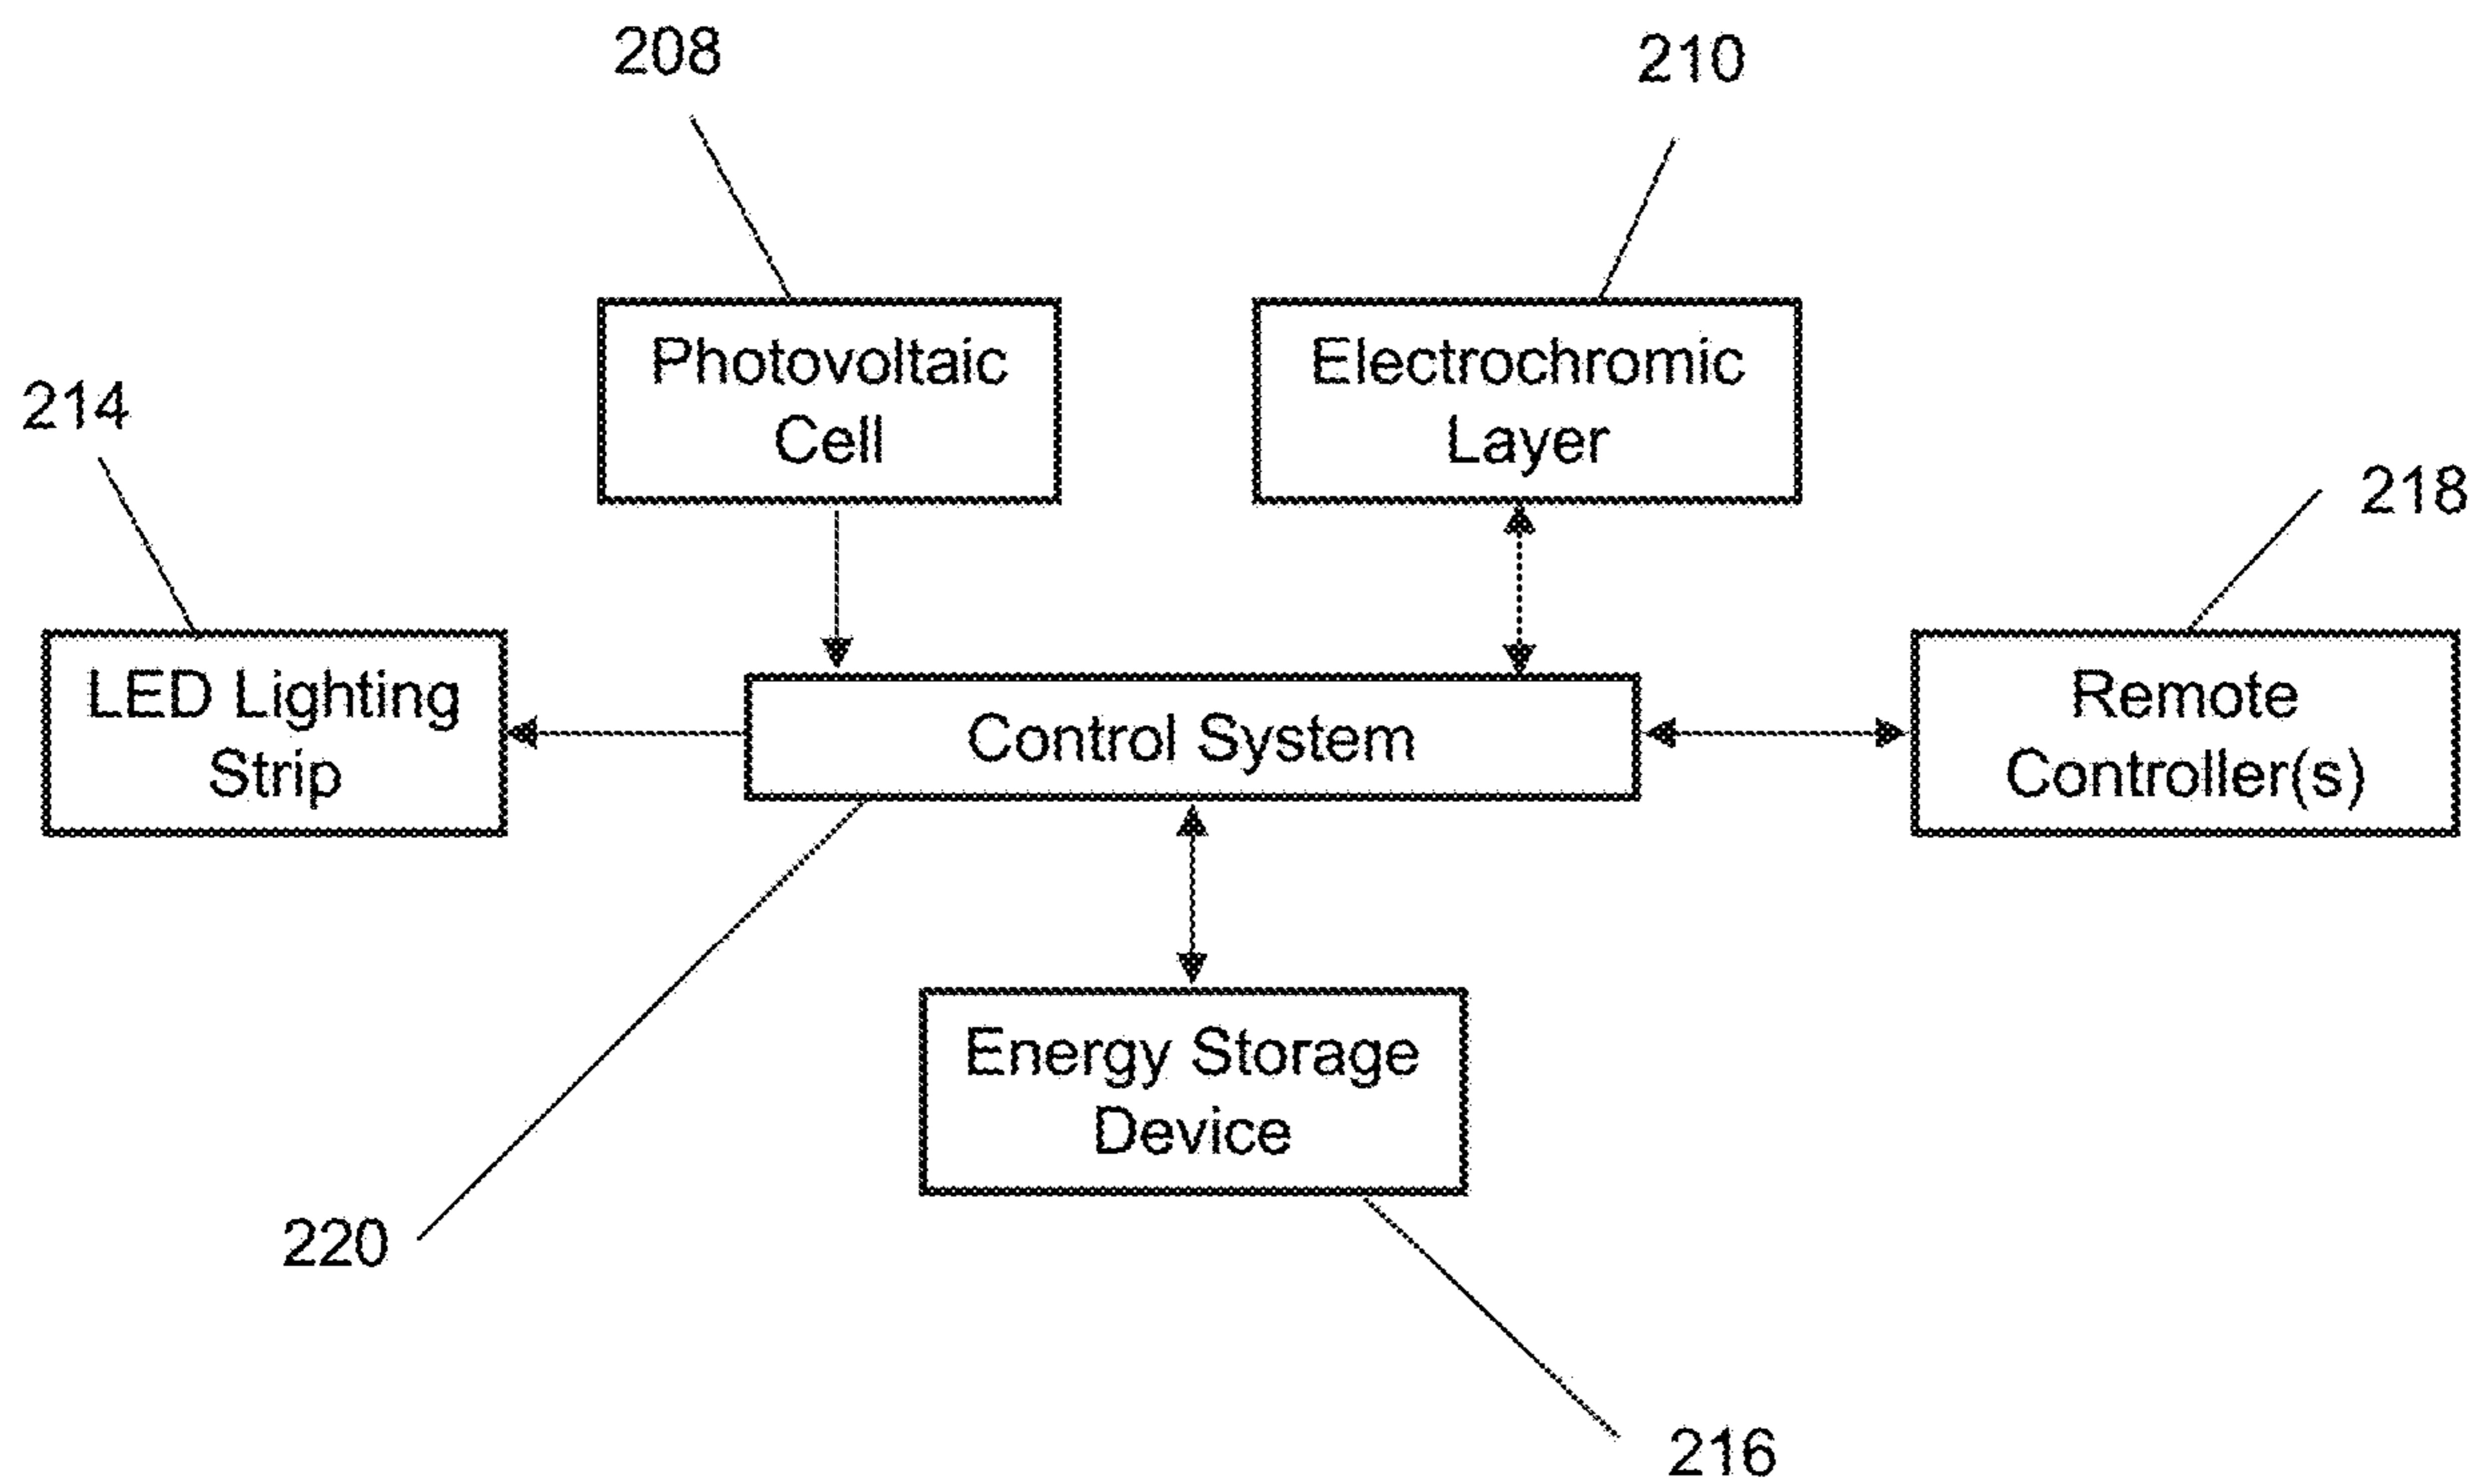 208
210
Photovoltaic
Cell
Electrochromic
Layer
214
218
LED Lighting
Strip
Control System
Remote
Controller(s)
Energy Storage
Device
220
216